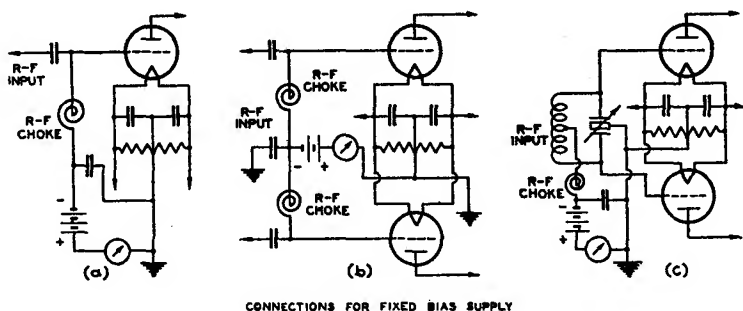 R-F
INPUT
R-F
CHOKE
-
+
(a)
R-F
CHOKE
R-F
INPUT
-
+
R-F
CHOKE
(b)
R-F
INPUT
R-F
CHOKE
-
+
(c)
CONNECTIONS FOR FIXED BIAS SUPPLY